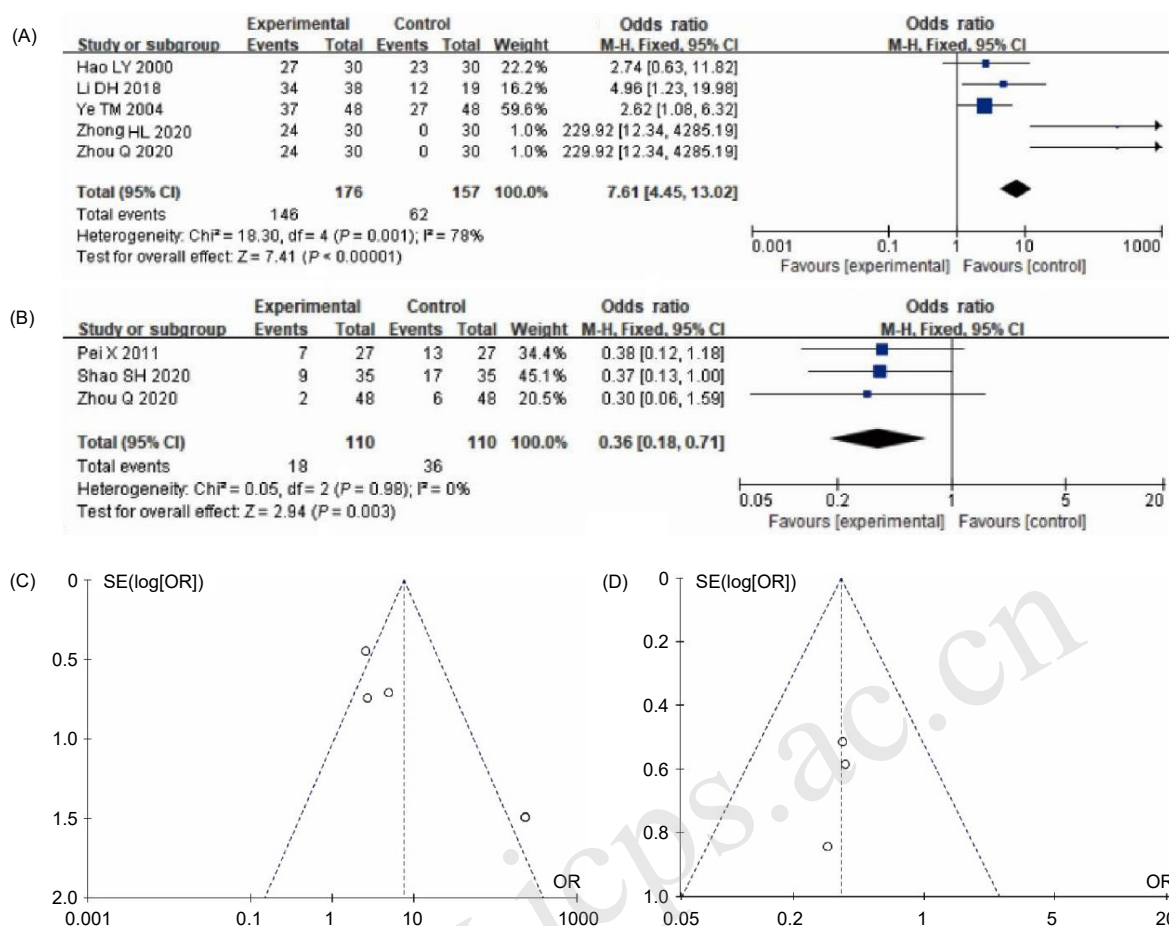 (A)
Experimental Control Odds ratio Odds ratio
Study or subgroup Events Total Events Total Weight M-H, Fixed, 95% CI M-H, Fixed, 95% CI
Hao LY 2000 27 30 23 30 22.2% 2.74 [0.63, 11.82]
Li DH 2018 34 38 12 19 16.2% 4.96 [1.23, 19.98]
Ye TM 2004 37 48 27 48 59.6% 2.62 [1.08, 6.32]
Zhong HL 2020 24 30 0 30 1.0% 229.92 [12.34, 4285.19]
Zhou Q 2020 24 30 0 30 1.0% 229.92 [12.34, 4285.19]
Total (95% CI) 176 157 100.0% 7.61 [4.45, 13.02]
Total events 146 62
Heterogeneity: Chi² = 18.30, df= 4 (P = 0.001); I² = 78%
Test for overall effect: Z = 7.41 (P < 0.00001)
0.001 0.1 1 10 1000
Favours [experimental] Favours [control]
(B)
Experimental Control Odds ratio Odds ratio
Study or subgroup Events Total Events Total Weight M-H, Fixed, 95% CI M-H, Fixed, 95% CI
Pei X 2011 7 27 13 27 34.4% 0.38 [0.12, 1.18]
Shao SH 2020 9 35 17 35 45.1% 0.37 [0.13, 1.00]
Zhou Q 2020 2 48 6 48 20.5% 0.30 [0.06, 1.59]
Total (95% CI) 110 110 100.0% 0.36 [0.18, 0.71]
Total events 18 36
Heterogeneity: Chi² = 0.05, df = 2 (P = 0.98); I² = 0%
Test for overall effect: Z = 2.94 (P = 0.003)
0.05 0.2 1 5 20
Favours [experimental] Favours [control]
(C)
SE(log[OR])
0
0.5
1.0
1.5
2.0
OR
0.001 0.1 1 10 1000
(D)
SE(log[OR])
0
0.2
0.4
0.6
0.8
1.0
OR
0.05 0.2 1 5 20
.icps.ac.cn